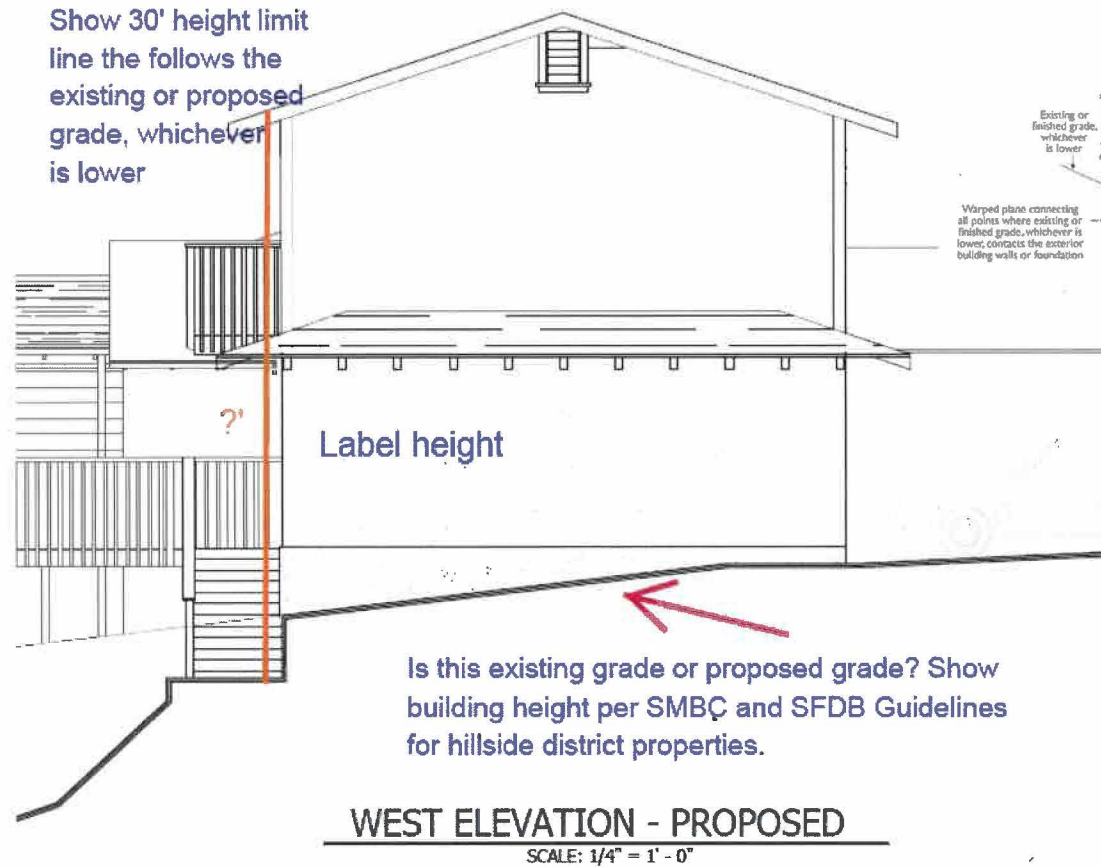 Show 30' height limit
line the follows the
existing or proposed
grade, whichever
is lower
Existing or
finished grade,
whichever
is lower
Warped plane connecting
all points where existing or
finished grade, whichever is
lower, contacts the exterior
building walls or foundation
?'
Label height
Is this existing grade or proposed grade? Show
building height per SMBC and SFDB Guidelines
for hillside district properties.
WEST ELEVATION - PROPOSED
SCALE: 1/4" = 1' - 0"